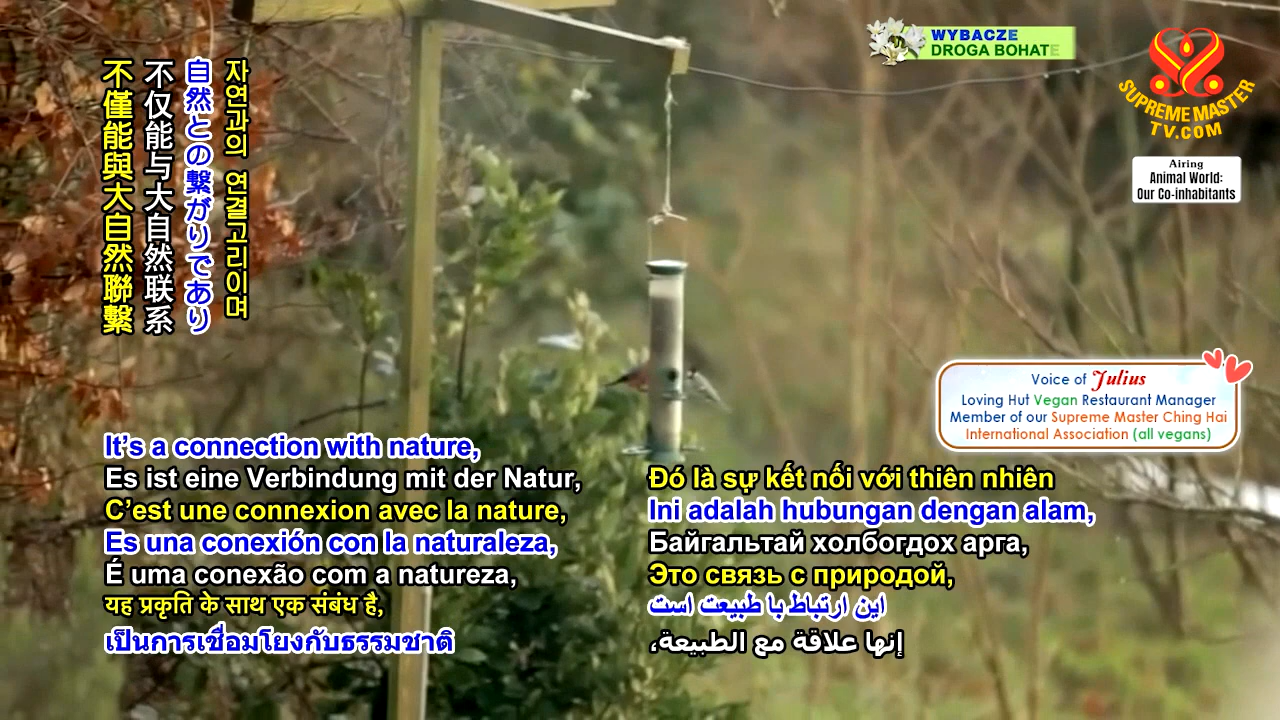 WYBACZE
DROGA BOHATE
SUPREME MASTER
TV.COM
Airing
Animal World:
Our Co-inhabitants
자연과의 연결고리이며
自然との繋がりであり
不仅能与大自然联系
不僅能與大自然聯繫
Voice of Julius
Loving Hut Vegan Restaurant Manager
Member of our Supreme Master Ching Hai
International Association (all vegans)
It's a connection with nature,
Es ist eine Verbindung mit der Natur,
C'est une connexion avec la nature,
Es una conexión con la naturaleza,
É uma conexão com a natureza,
यह प्रकृति के साथ एक संबंध है,
เป็นการเชื่อมโยงกับธรรมชาติ
Đó là sự kết nối với thiên nhiên
Ini adalah hubungan dengan alam,
Байгальтай холбогдох арга,
Это связь с природой,
این ارتباط با طبیعت است
إنها علاقة مع الطبيعة،